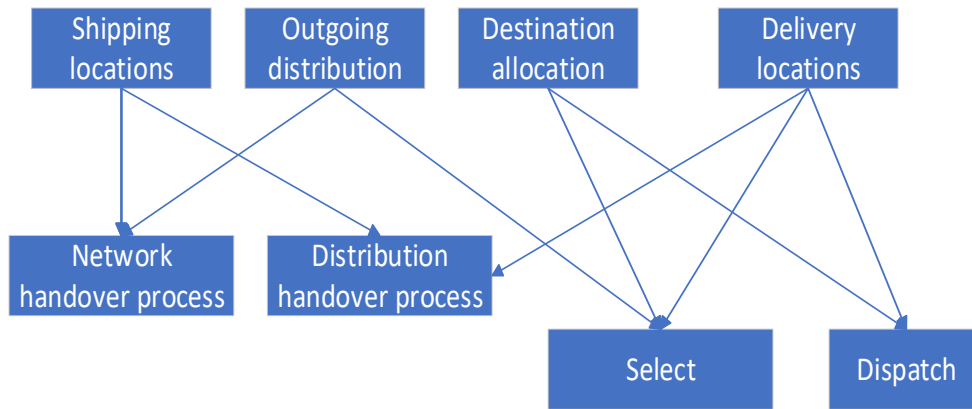 Shipping
locations
Outgoing
distribution
Destination
allocation
Delivery
locations
Network
handover process
Distribution
handover process
Select
Dispatch